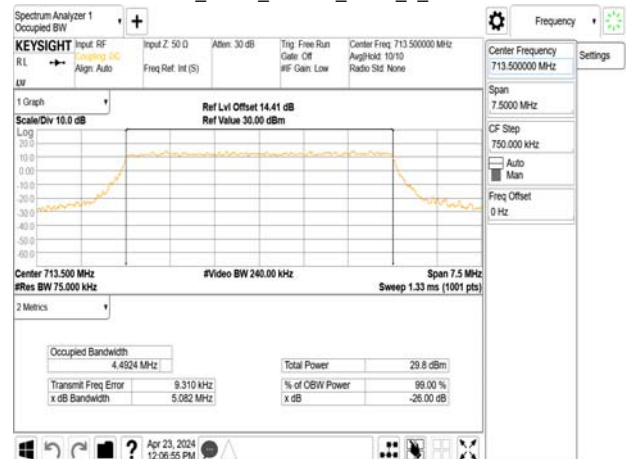 Spectrum Analyzer 1
Occupied BW
Frequency
KEYSIGHT
Input: RF
Input Z: 50 Ω
Atten: 30 dB
Trig: Free Run
Center Freq: 713.500000 MHz
RL
Coupling: DC
Gate: Off
Avg|Hold: 10/10
Align: Auto
Freq Ref: Int (S)
#IF Gain: Low
Radio Std: None
LU
Center Frequency
713.500000 MHz
Settings
Span
7.5000 MHz
CF Step
750.000 kHz
Auto
Man
Freq Offset
0 Hz
1 Graph
Ref Lvl Offset 14.41 dB
Scale/Div 10.0 dB
Ref Value 30.00 dBm
Log
20.0
10.0
0.00
-10.0
-20.0
-30.0
-40.0
-50.0
-60.0
Center 713.500 MHz
#Video BW 240.00 kHz
Span 7.5 MHz
#Res BW 75.000 kHz
Sweep 1.33 ms (1001 pts)
2 Metrics
Occupied Bandwidth
4.4924 MHz
Total Power
29.8 dBm
Transmit Freq Error
9.310 kHz
% of OBW Power
99.00 %
x dB Bandwidth
5.082 MHz
x dB
-26.00 dB
?
Apr 23, 2024
12:06:55 PM